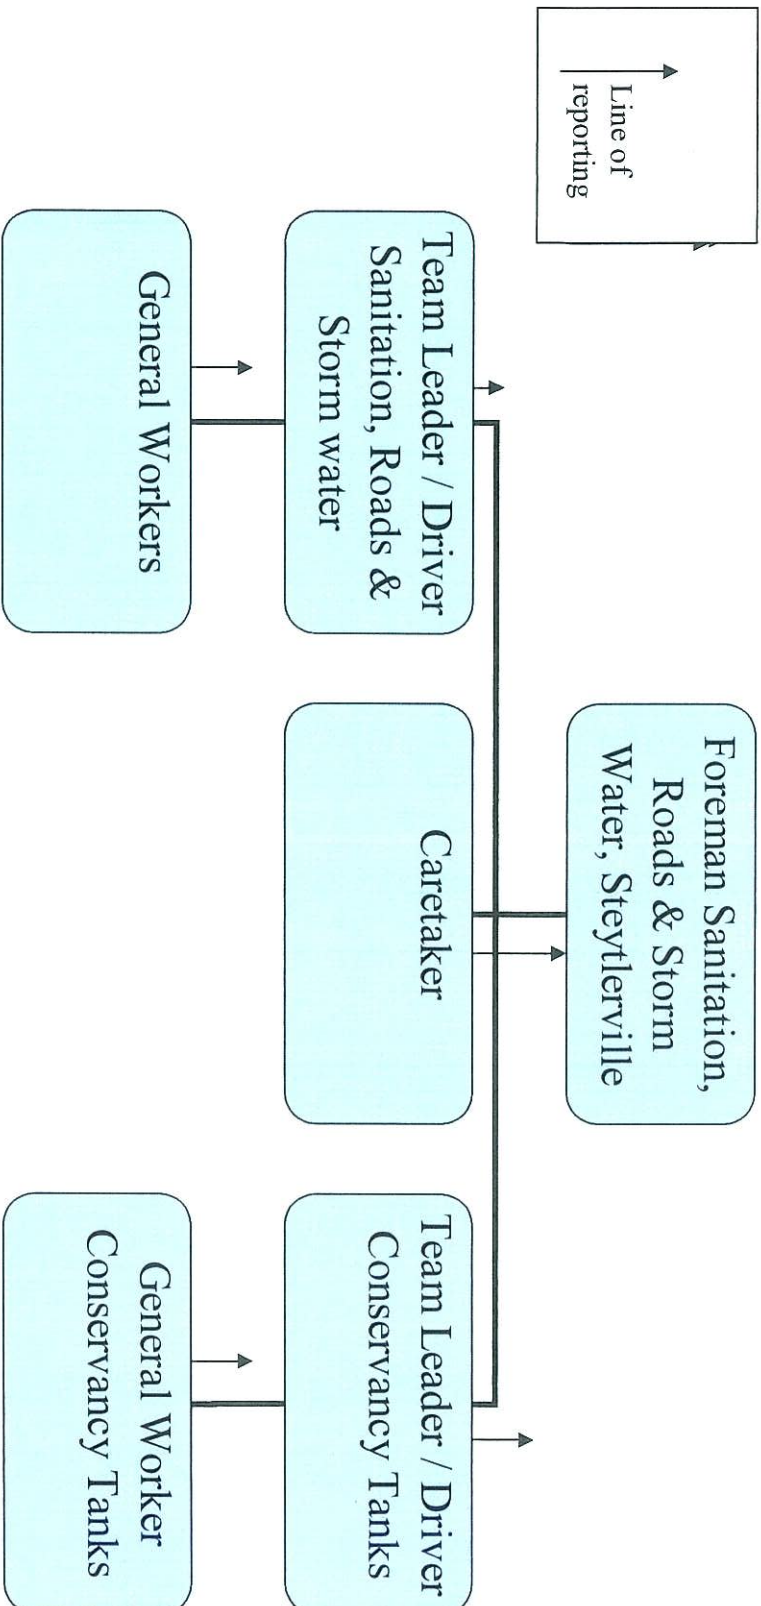 Line of
reporting
Foreman Sanitation,
Roads & Storm
Water, Steytlerville
Team Leader / Driver
Sanitation, Roads &
Storm water
Caretaker
Team Leader / Driver
Conservancy Tanks
General Workers
General Worker
Conservancy Tanks